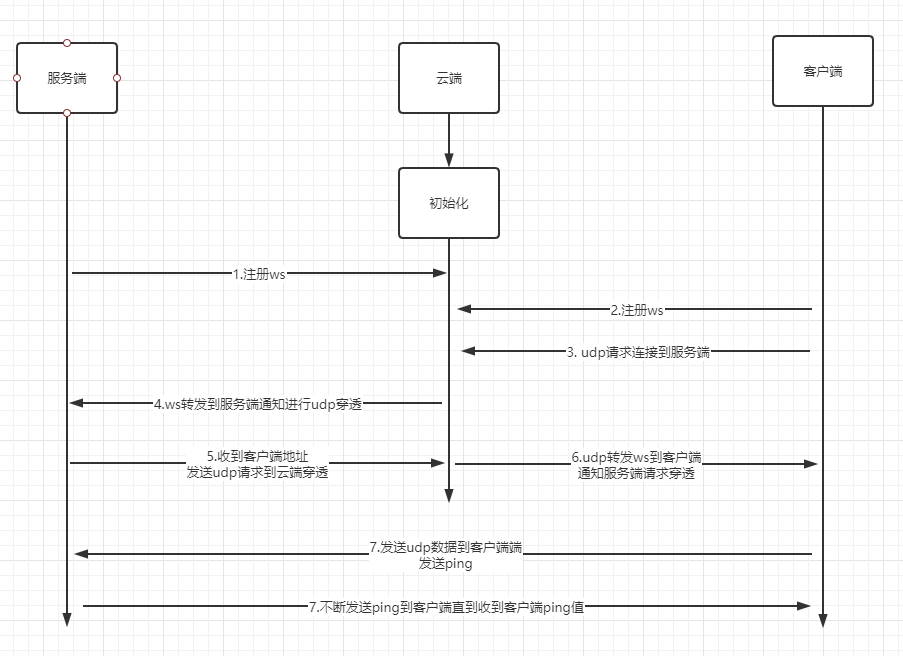 服务端
云端
客户端
初始化
1.注册ws
2.注册ws
3. udp请求连接到服务端
4.ws转发到服务端通知进行udp穿透
5.收到客户端地址
发送udp请求到云端穿透
6.udp转发ws到客户端
通知服务端请求穿透
7.发送udp数据到客户端端
发送ping
7.不断发送ping到客户端直到收到客户端ping值